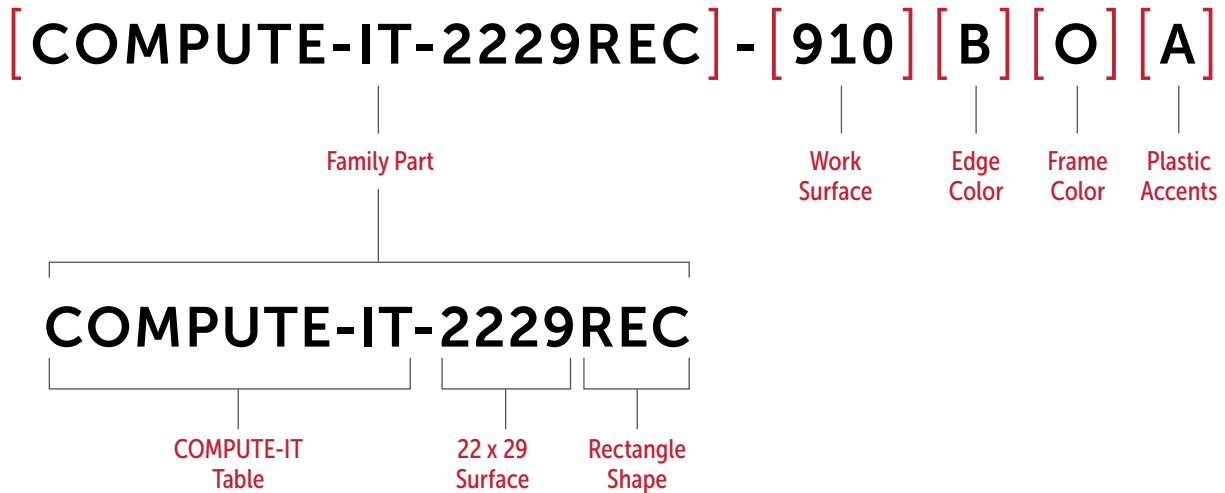 [COMPUTE-IT-2229REC] - [910] [B] [O] [A]
Family Part
Work Surface
Edge Color
Frame Color
Plastic Accents
COMPUTE-IT-2229REC
COMPUTE-IT Table
22 x 29 Surface
Rectangle Shape